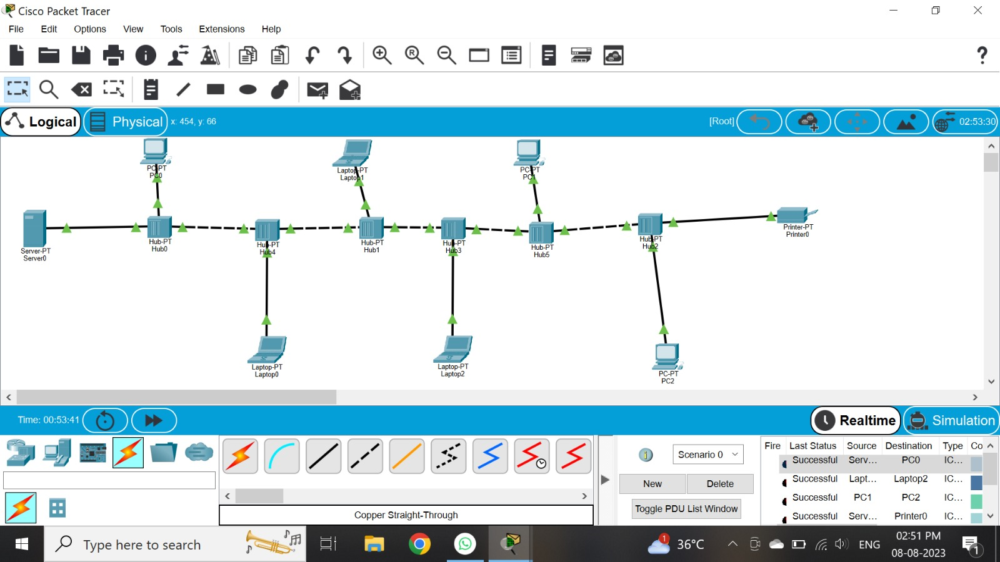 Cisco Packet Tracer
File Edit Options View Tools Extensions Help
R
?
Logical Physical x: 454, y: 66 [Root] 02:53:30
PC-PT
PC0
Laptop-PT
Laptop1
PC-PT
PC1
Server-PT
Server0
Hub-PT
Hub0
Hub-PT
Hub4
Hub-PT
Hub1
Hub-PT
Hub3
Hub-PT
Hub5
Hub-PT
Hub2
Printer-PT
Printer0
Laptop-PT
Laptop0
Laptop-PT
Laptop2
PC-PT
PC2
Time: 00:53:41 Realtime Simulation
Scenario 0
New Delete
Toggle PDU List Window
Copper Straight-Through
Fire Last Status Source Destination Type Co
Successful Serv... PC0 IC...
Successful Lapt... Laptop2 IC...
Successful PC1 PC2 IC...
Successful Serv... Printer0 IC...
Type here to search
1 36°C ENG 02:51 PM
08-08-2023 1